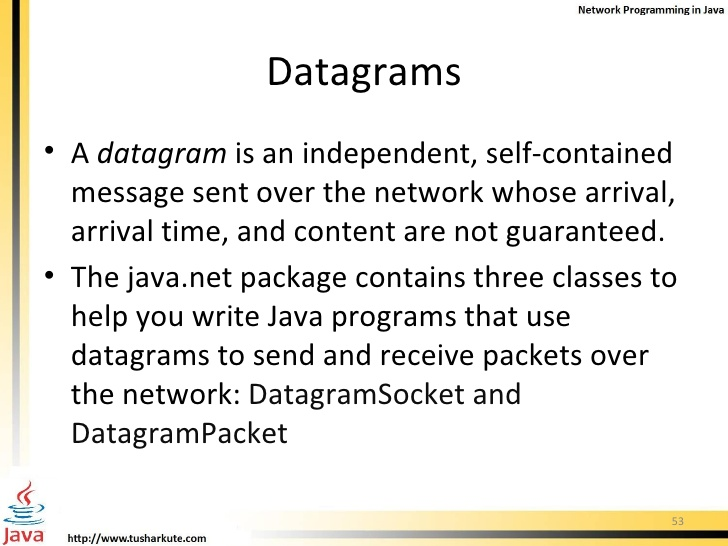 Network Programming in Java
Datagrams
• A datagram is an independent, self-contained
message sent over the network whose arrival,
arrival time, and content are not guaranteed.
• The java.net package contains three classes to
help you write Java programs that use
datagrams to send and receive packets over
the network: DatagramSocket and
DatagramPacket
53
Java
http://www.tusharkute.com